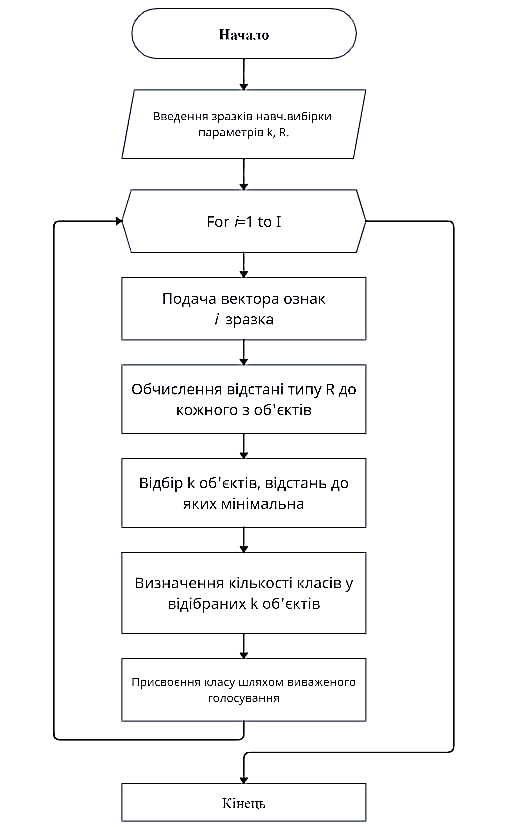 Начало
Введення зразків навч.вибірки
параметрів k, R.
For i=1 to I
Подача вектора ознак
i зразка
Обчислення відстані типу R до
кожного з об'єктів
Відбір k об'єктів, відстань до
яких мінімальна
Визначення кількості класів у
відібраних k об'єктів
Присвоєння класу шляхом виваженого
голосування
Кінець